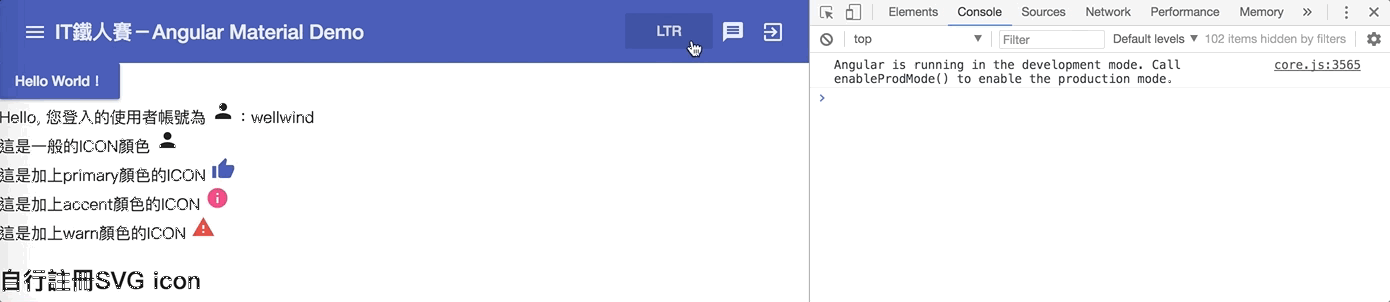 IT鐵人賽－Angular Material Demo
LTR
Hello World！
Hello, 您登入的使用者帳號為 ：wellwind
這是一般的ICON顏色
這是加上primary顏色的ICON
這是加上accent顏色的ICON
這是加上warn顏色的ICON
自行註冊SVG icon
Elements Console Sources Network Performance Memory »
top Filter Default levels 102 items hidden by filters
Angular is running in the development mode. Call core.js:3565
enableProdMode() to enable the production mode.